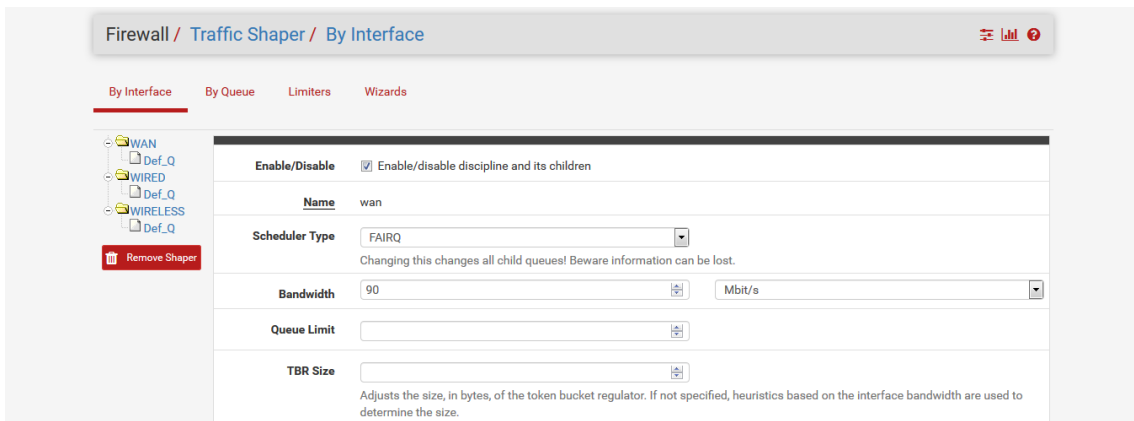 Firewall / Traffic Shaper / By Interface
By Interface By Queue Limiters Wizards
WAN
Def_Q
WIRED
Def_Q
WIRELESS
Def_Q
Remove Shaper
Enable/Disable Enable/disable discipline and its children
Name wan
Scheduler Type FAIRQ
Changing this changes all child queues! Beware information can be lost.
Bandwidth 90 Mbit/s
Queue Limit
TBR Size
Adjusts the size, in bytes, of the token bucket regulator. If not specified, heuristics based on the interface bandwidth are used to
determine the size.